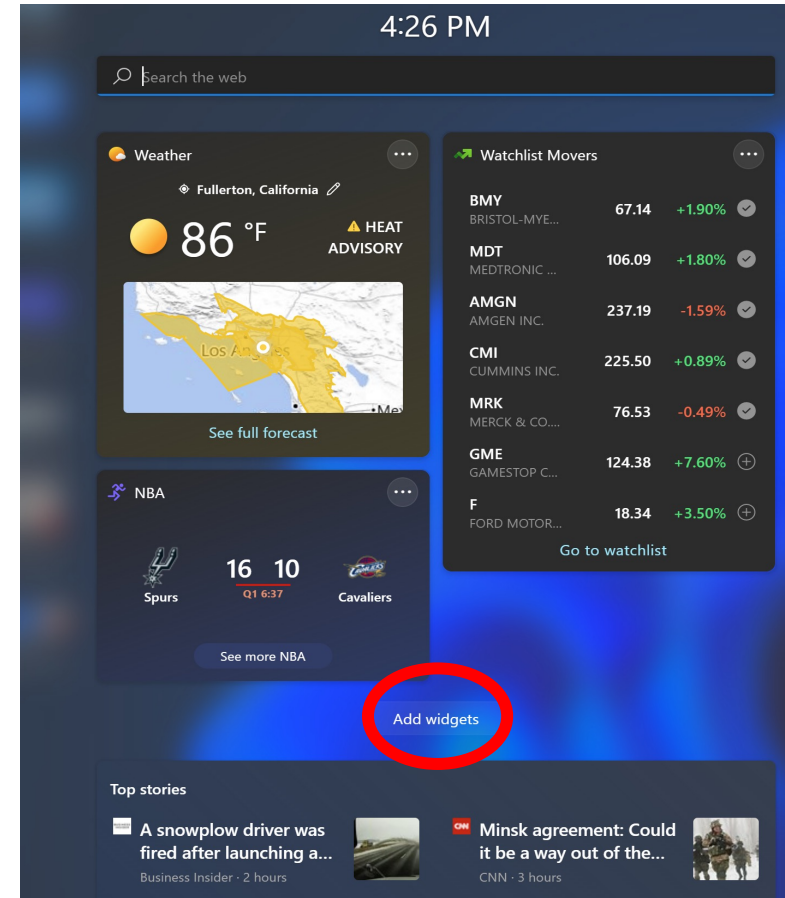 4:26 PM
Search the web
Weather
Fullerton, California
86 °F
HEAT
ADVISORY
Los Angeles
Mex
See full forecast
Watchlist Movers
BMY
BRISTOL-MYE...
67.14 +1.90%
MDT
MEDTRONIC ...
106.09 +1.80%
AMGN
AMGEN INC.
237.19 -1.59%
CMI
CUMMINS INC.
225.50 +0.89%
MRK
MERCK & CO....
76.53 -0.49%
GME
GAMESTOP C...
124.38 +7.60%
F
FORD MOTOR...
18.34 +3.50%
Go to watchlist
NBA
16 10
Q1 6:37
Spurs
CAVALIERS
Cavaliers
See more NBA
Add widgets
Top stories
A snowplow driver was
fired after launching a...
Business Insider · 2 hours
CNN
Minsk agreement: Could
it be a way out of the...
CNN · 3 hours